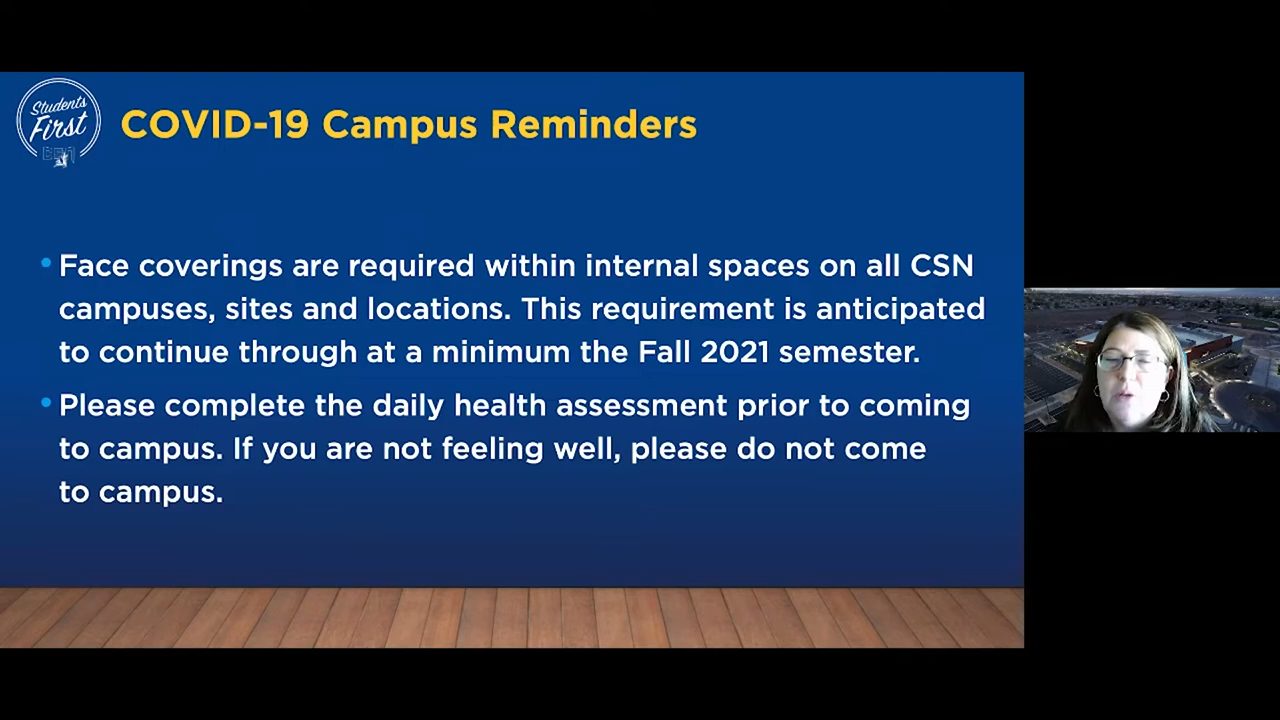 Students
First
CSN
COVID-19 Campus Reminders
• Face coverings are required within internal spaces on all CSN
campuses, sites and locations. This requirement is anticipated
to continue through at a minimum the Fall 2021 semester.
• Please complete the daily health assessment prior to coming
to campus. If you are not feeling well, please do not come
to campus.